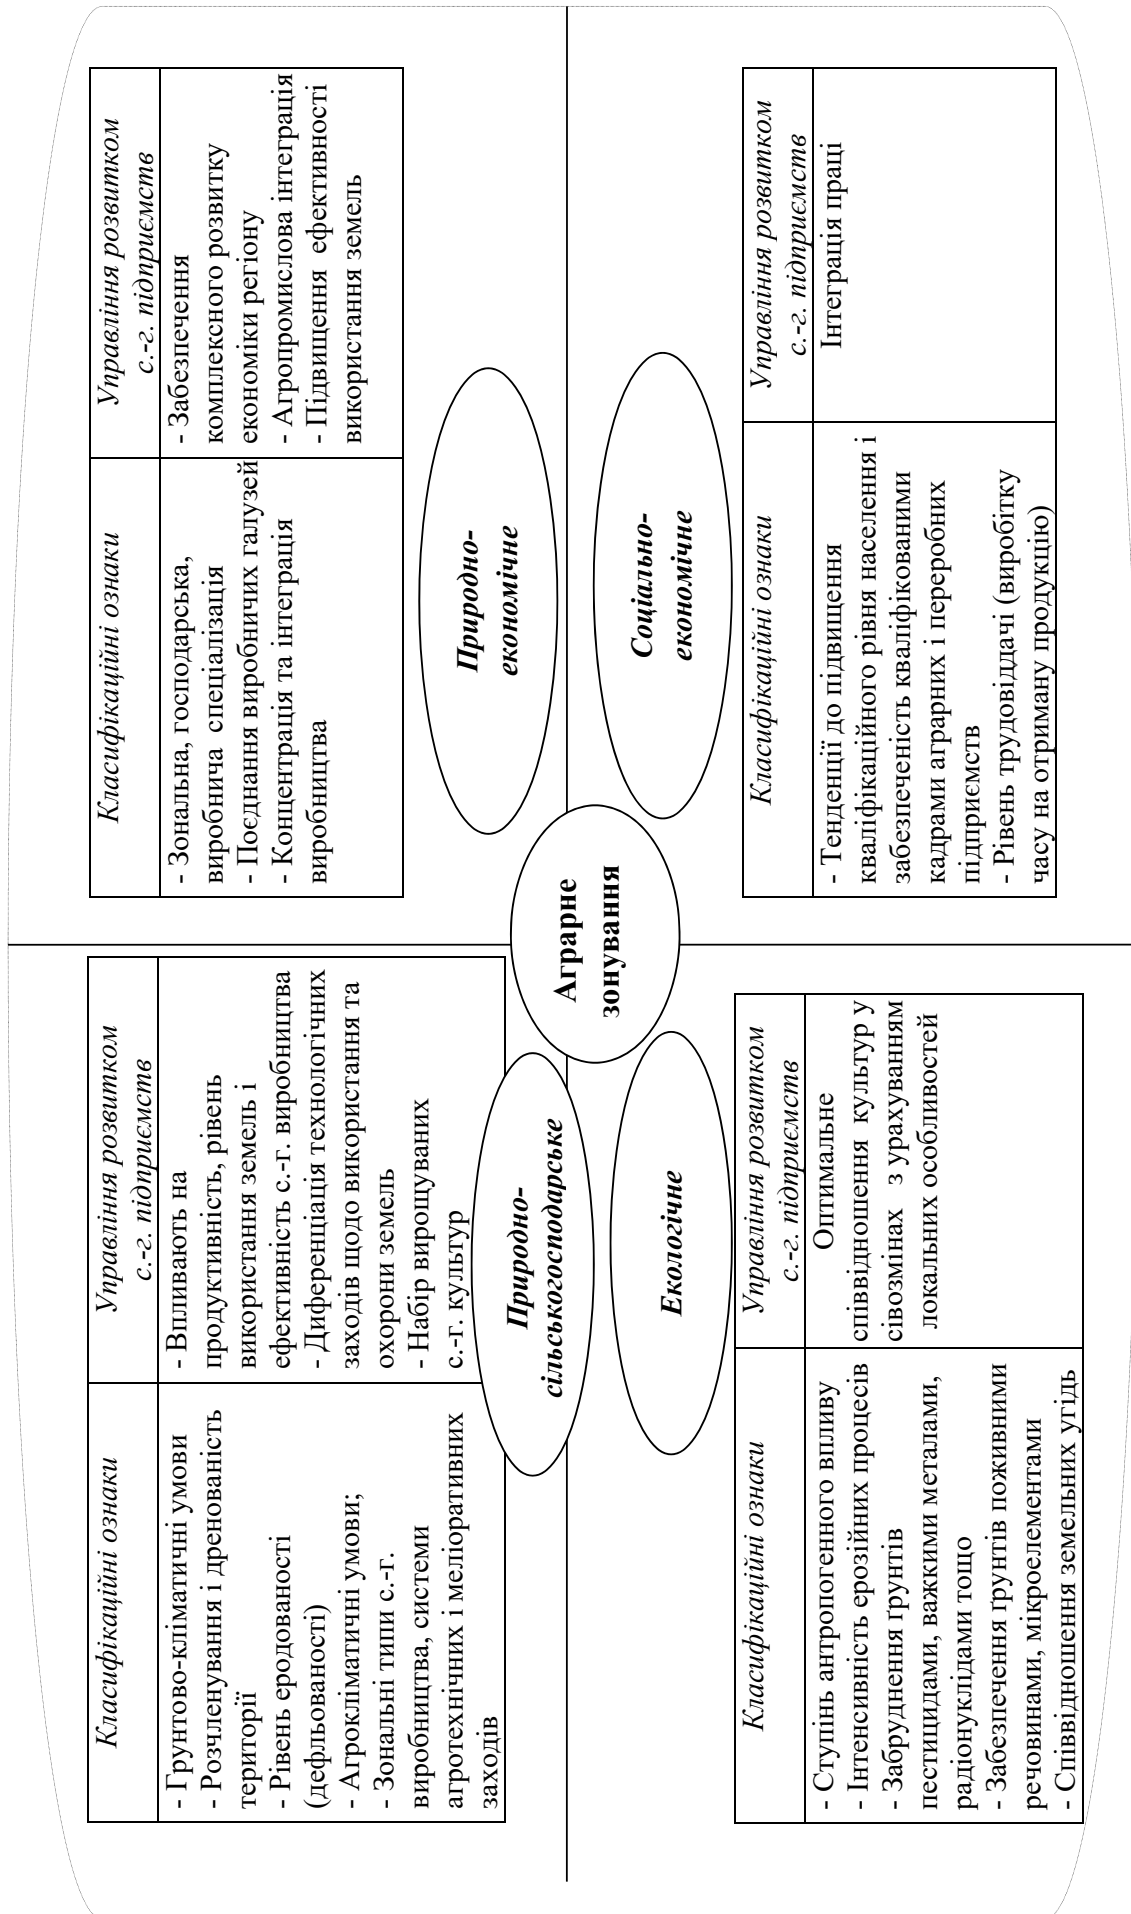 Класифікаційні ознаки
- Грунтово-кліматичні умови
- Розчленування і дренованість
території
- Рівень еродованості
(дефльованості)
- Агрокліматичні умови;
- Зональні типи с.-г.
виробництва, системи
агротехнічних і меліоративних
заходів
Управління розвитком
с.-г. підприємств
- Впливають на
продуктивність, рівень
використання земель і
ефективність с.-г. виробництва
- Диференціація технологічних
заходів щодо використання та
охорони земель
- Набір вирощуваних
с.-г. культур
Класифікаційні ознаки
- Зональна, господарська,
виробнича спеціалізація
- Поєднання виробничих галузей
- Концентрація та інтеграція
виробництва
Управління розвитком
с.-г. підприємств
- Забезпечення
комплексного розвитку
економіки регіону
- Агропромислова інтеграція
- Підвищення ефективності
використання земель
Природно-
сільськогосподарське
Природно-
економічне
Аграрне
зонування
Екологічне
Соціально-
економічне
Класифікаційні ознаки
- Ступінь антропогенного впливу
- Інтенсивність ерозійних процесів
- Забруднення ґрунтів
пестицидами, важкими металами,
радіонуклідами тощо
- Забезпечення ґрунтів поживними
речовинами, мікроелементами
- Співвідношення земельних угідь
Управління розвитком
с.-г. підприємств
Оптимальне
співвідношення культур у
сівозмінах з урахуванням
локальних особливостей
Класифікаційні ознаки
- Тенденції до підвищення
кваліфікаційного рівня населення і
забезпеченість кваліфікованими
кадрами аграрних і переробних
підприємств
- Рівень трудовіддачі (виробітку
часу на отриману продукцію)
Управління розвитком
с.-г. підприємств
Інтеграція праці